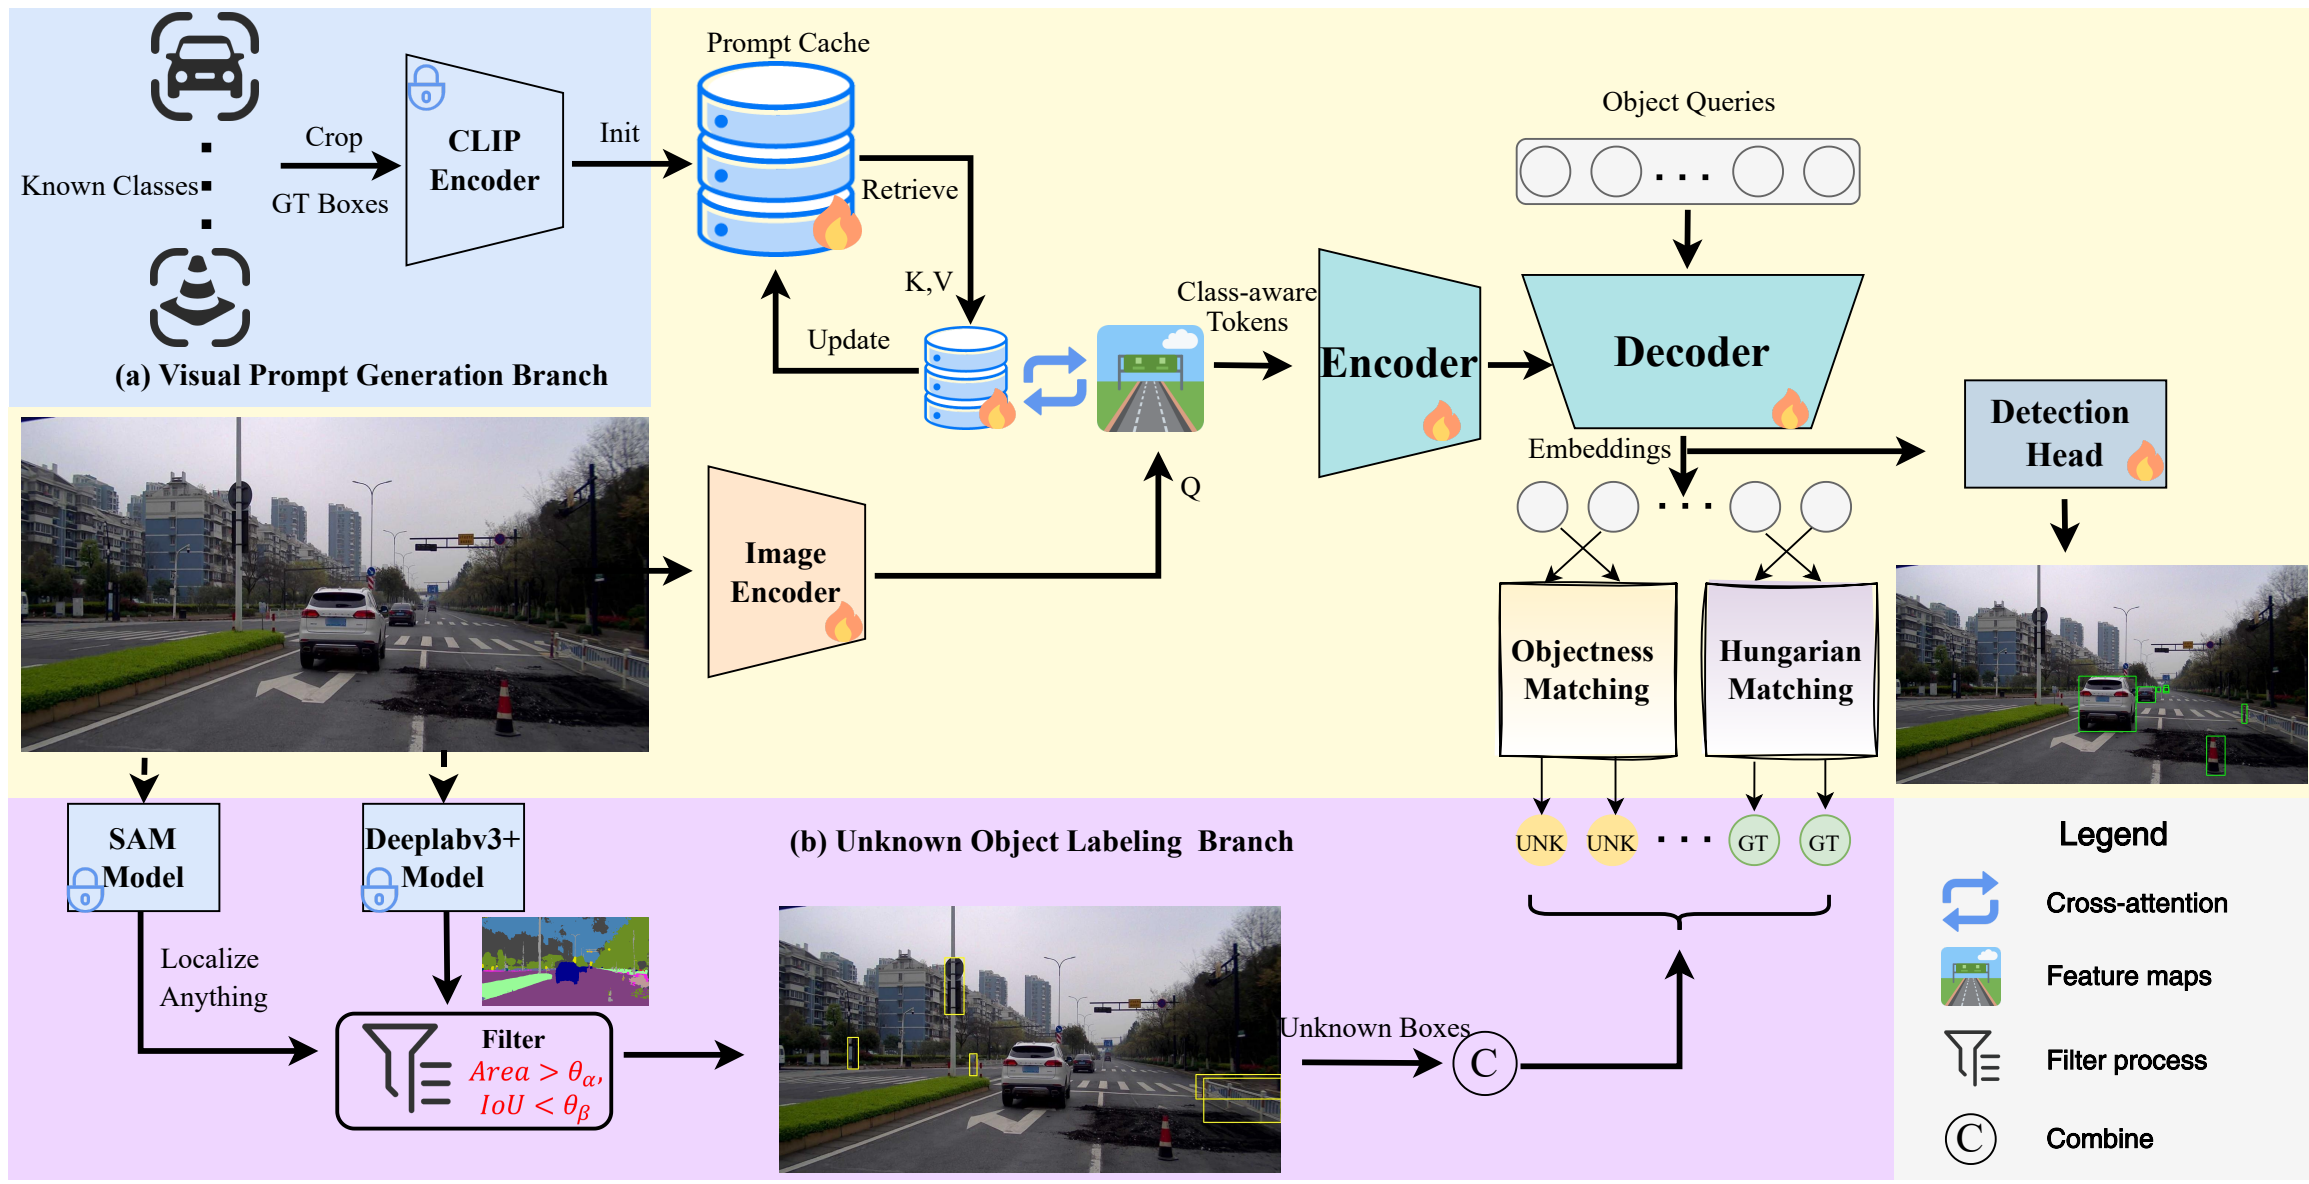 Known Classes
Crop
GT Boxes
CLIP
Encoder
Init
(a) Visual Prompt Generation Branch
Prompt Cache
Retrieve
K,V
Update
Class-aware
Tokens
Q
Image
Encoder
Encoder
Object Queries
Decoder
Embeddings
Detection
Head
Objectness
Matching
Hungarian
Matching
SAM
Model
Deeplabv3+
Model
Localize
Anything
Filter
Area > θα,
IoU < θβ
(b) Unknown Object Labeling Branch
Unknown Boxes
C
UNK
UNK
GT
GT
Legend
Cross-attention
Feature maps
Filter process
C
Combine